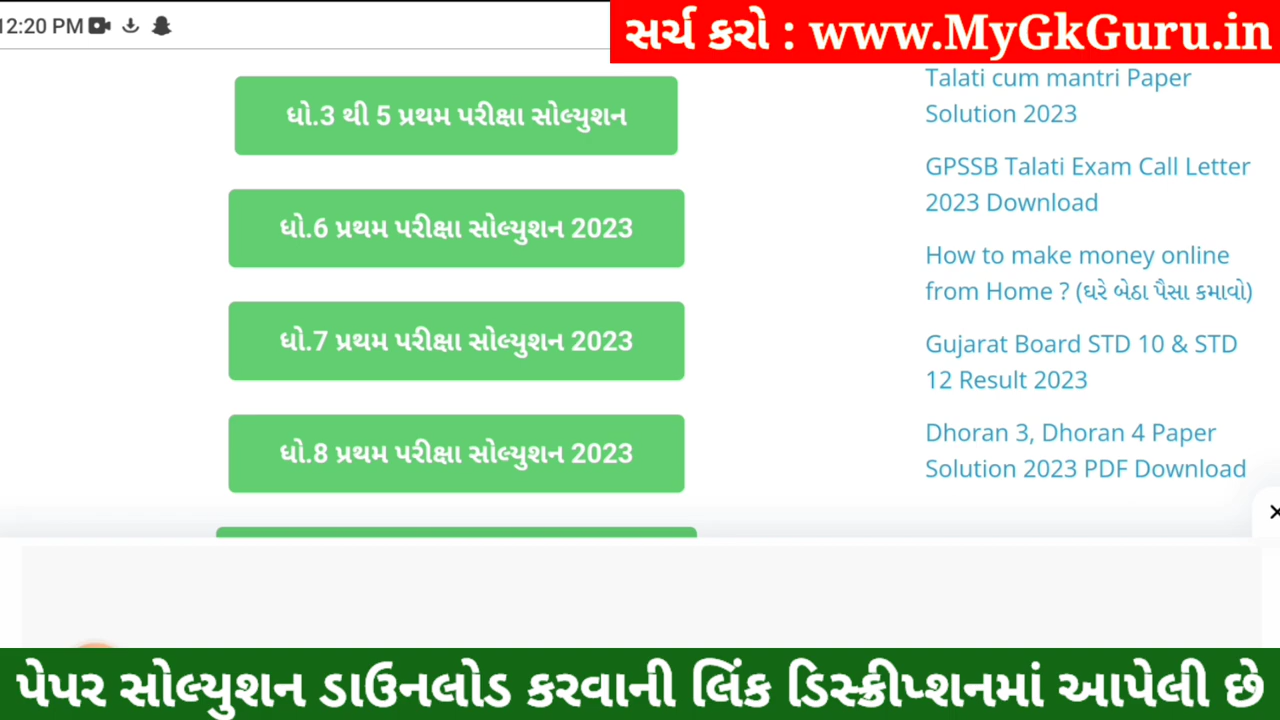 12:20 PM
સર્ચ કરો : www.MyGkGuru.in
ધો.3 થી 5 પ્રથમ પરીક્ષા સોલ્યુશન
ધો.6 પ્રથમ પરીક્ષા સોલ્યુશન 2023
ધો.7 પ્રથમ પરીક્ષા સોલ્યુશન 2023
ધો.8 પ્રથમ પરીક્ષા સોલ્યુશન 2023
Talati cum mantri Paper
Solution 2023
GPSSB Talati Exam Call Letter
2023 Download
How to make money online
from Home ? (ઘરે બેઠા પૈસા કમાવો)
Gujarat Board STD 10 & STD
12 Result 2023
Dhoran 3, Dhoran 4 Paper
Solution 2023 PDF Download
પેપર સોલ્યુશન ડાઉનલોડ કરવાની લિંક ડિસ્ક્રીપ્શનમાં આપેલી છે